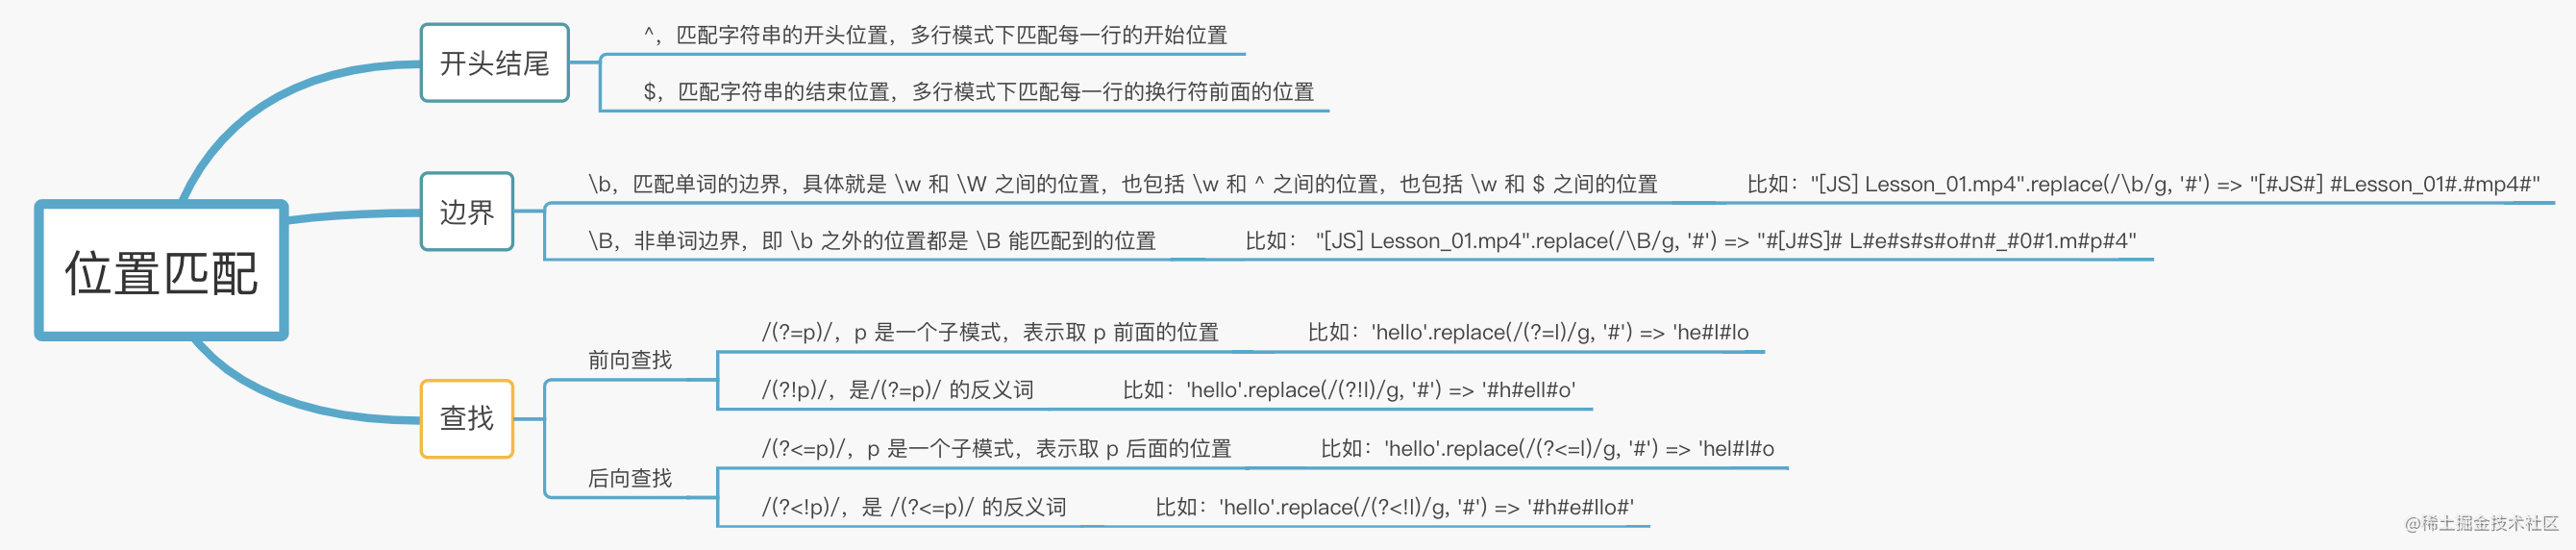 位置匹配
开头结尾
^，匹配字符串的开头位置，多行模式下匹配每一行的开始位置
$，匹配字符串的结束位置，多行模式下匹配每一行的换行符前面的位置
边界
\b，匹配单词的边界，具体就是 \w 和 \W 之间的位置，也包括 \w 和 ^ 之间的位置，也包括 \w 和 $ 之间的位置
比如："[JS] Lesson_01.mp4".replace(/\b/g, '#') => "[#JS#] #Lesson_01#.#mp4#"
\B，非单词边界，即 \b 之外的位置都是 \B 能匹配到的位置
比如： "[JS] Lesson_01.mp4".replace(/\B/g, '#') => "#[J#S]# L#e#s#s#o#n#_#0#1.m#p#4"
查找
前向查找
/(?=p)/，p 是一个子模式，表示取 p 前面的位置
比如：'hello'.replace(/(?=l)/g, '#') => 'he#l#lo
/(?!p)/，是/(?=p)/ 的反义词
比如：'hello'.replace(/(?!l)/g, '#') => '#h#ell#o'
后向查找
/(?<=p)/，p 是一个子模式，表示取 p 后面的位置
比如：'hello'.replace(/(?<=l)/g, '#') => 'hel#l#o
/(?<!p)/，是 /(?<=p)/ 的反义词
比如：'hello'.replace(/(?<!l)/g, '#') => '#h#e#llo#'
@稀土掘金技术社区